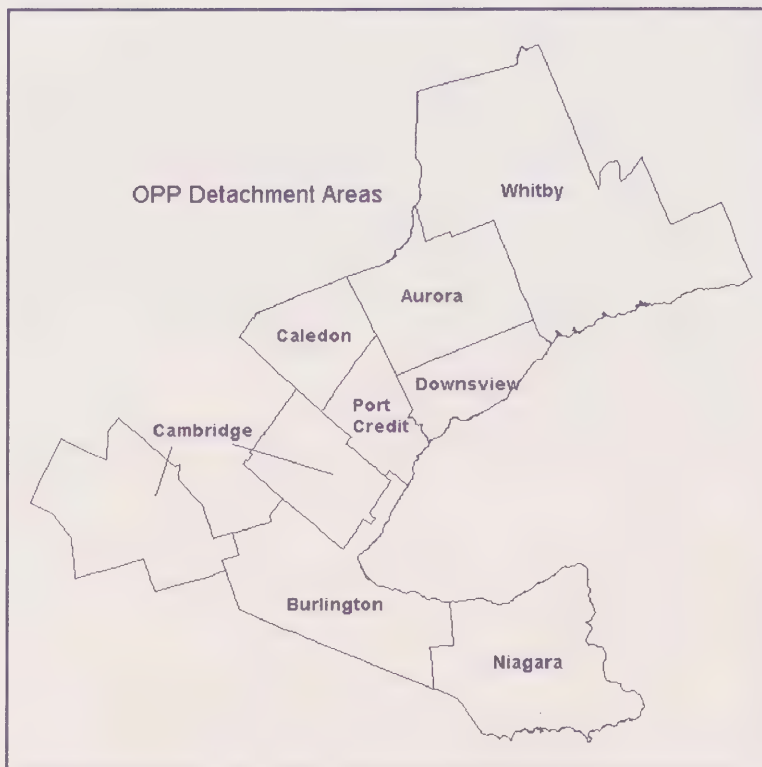 OPP Detachment Areas
Whitby
Aurora
Caledon
Downsview
Port
Credit
Cambridge
Burlington
Niagara